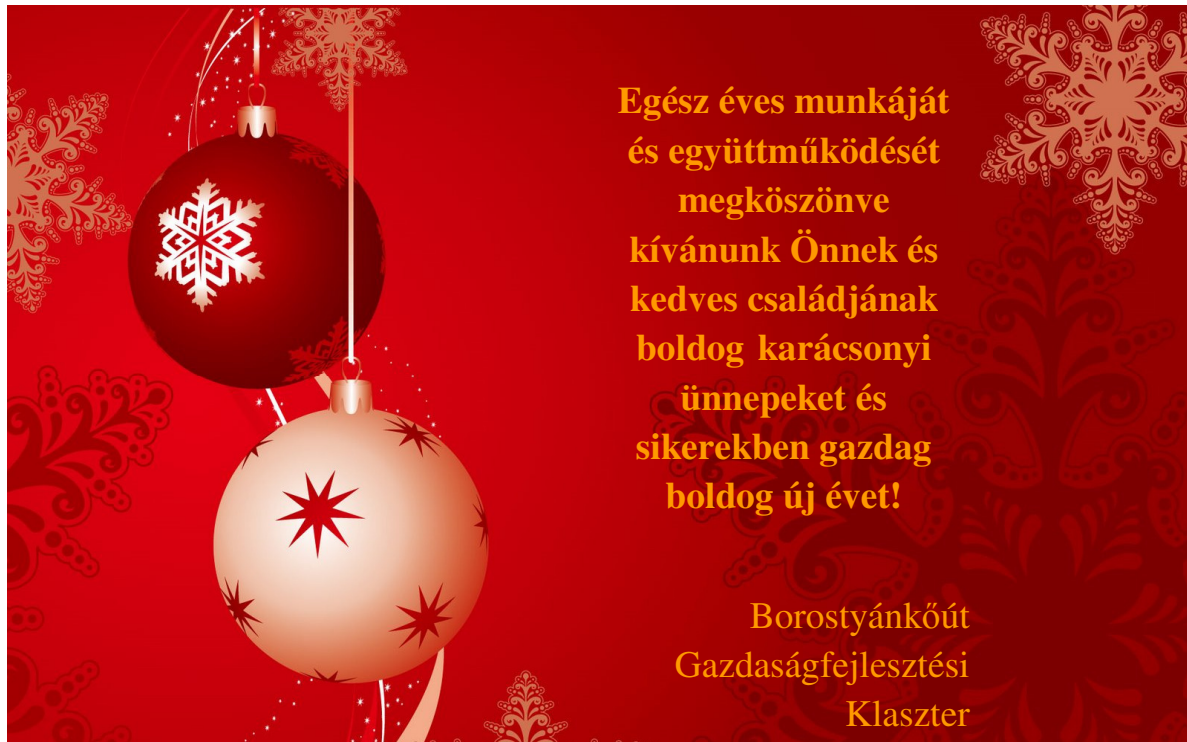 Egész éves munkáját
és együttműködését
megköszönve
kívánunk Önnek és
kedves családjának
boldog karácsonyi
ünnepeket és
sikerekben gazdag
boldog új évet!
Borostyánkőút
Gazdaságfejlesztési
Klaszter